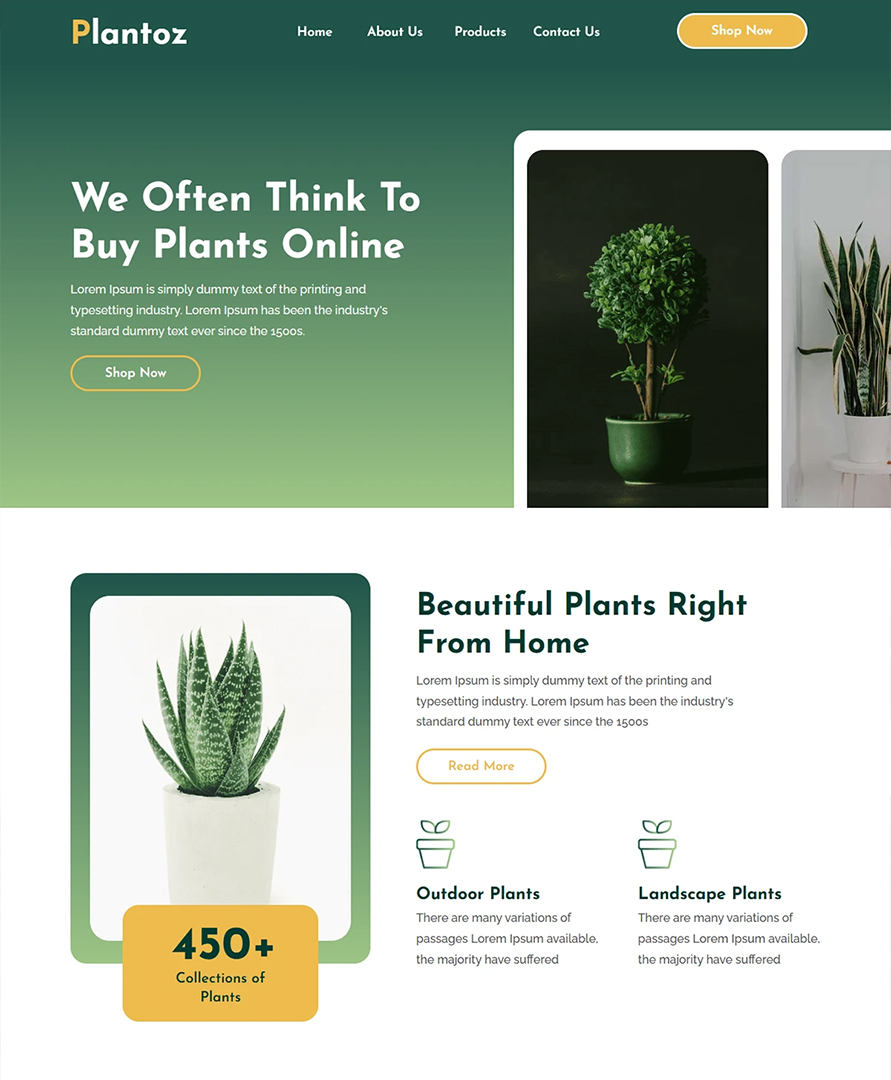 Plantoz
Home About Us Products Contact Us Shop Now
We Often Think To
Buy Plants Online
Lorem Ipsum is simply dummy text of the printing and
typesetting industry. Lorem Ipsum has been the industry's
standard dummy text ever since the 1500s.
Shop Now
Beautiful Plants Right
From Home
Lorem Ipsum is simply dummy text of the printing and
typesetting industry. Lorem Ipsum has been the industry's
standard dummy text ever since the 1500s
Read More
450+
Collections of
Plants
Outdoor Plants
There are many variations of
passages Lorem Ipsum available,
the majority have suffered
Landscape Plants
There are many variations of
passages Lorem Ipsum available,
the majority have suffered